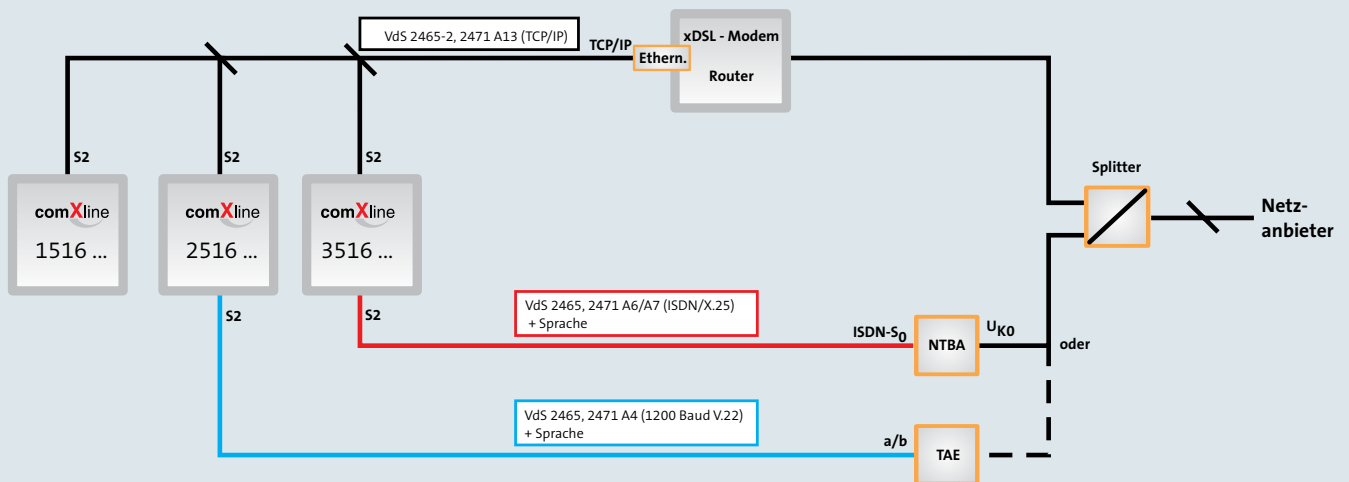 VdS 2465-2, 2471 A13 (TCP/IP)
TCP/IP
Ethern.
xDSL - Modem
Router
S2
S2
S2
comXline
1516 ...
comXline
2516 ...
comXline
3516 ...
Splitter
Netz-
anbieter
S2
S2
VdS 2465, 2471 A6/A7 (ISDN/X.25)
+ Sprache
ISDN-S0
NTBA
UK0
oder
VdS 2465, 2471 A4 (1200 Baud V.22)
+ Sprache
a/b
TAE